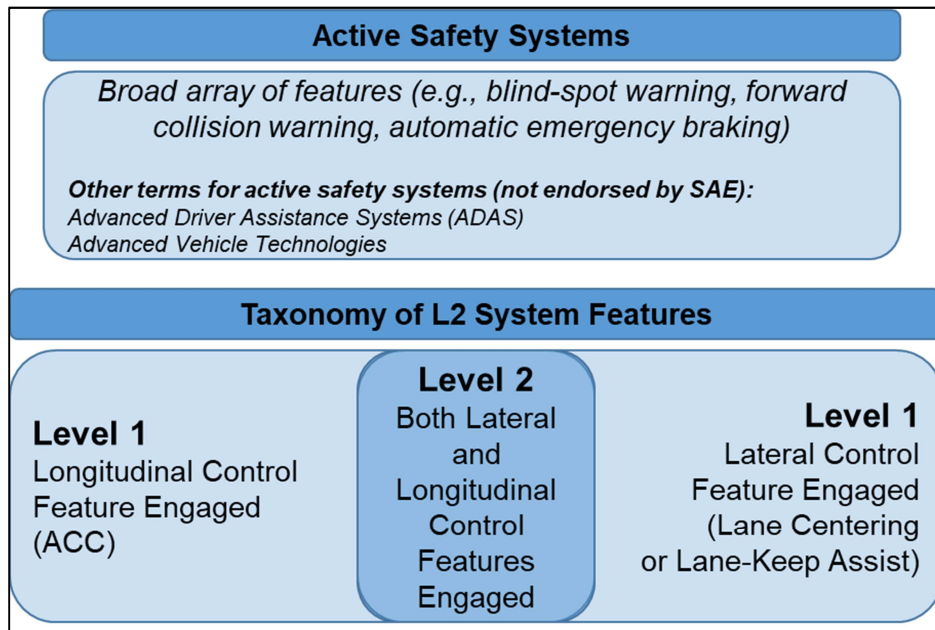 Active Safety Systems
Broad array of features (e.g., blind-spot warning, forward
collision warning, automatic emergency braking)
Other terms for active safety systems (not endorsed by SAE):
Advanced Driver Assistance Systems (ADAS)
Advanced Vehicle Technologies
Taxonomy of L2 System Features
Level 1
Longitudinal Control
Feature Engaged
(ACC)
Level 2
Both Lateral
and
Longitudinal
Control
Features
Engaged
Level 1
Lateral Control
Feature Engaged
(Lane Centering
or Lane-Keep Assist)